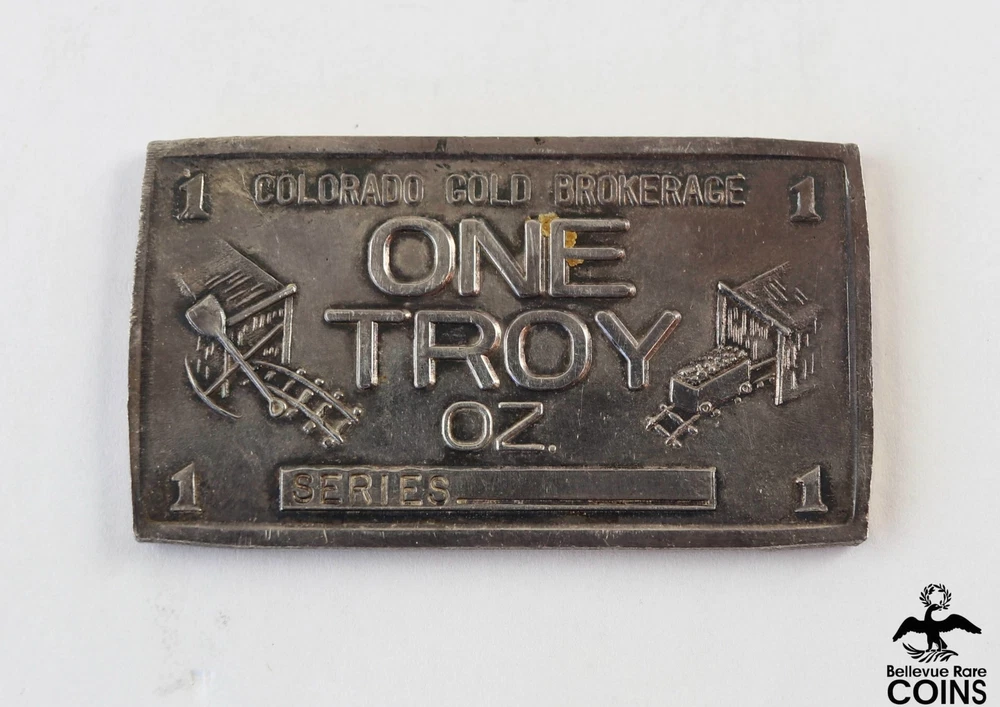 1 COLORADO GOLD BROKERAGE 1
ONE
TROY
OZ.
1 SERIES 1
Bellevue Rare
COINS